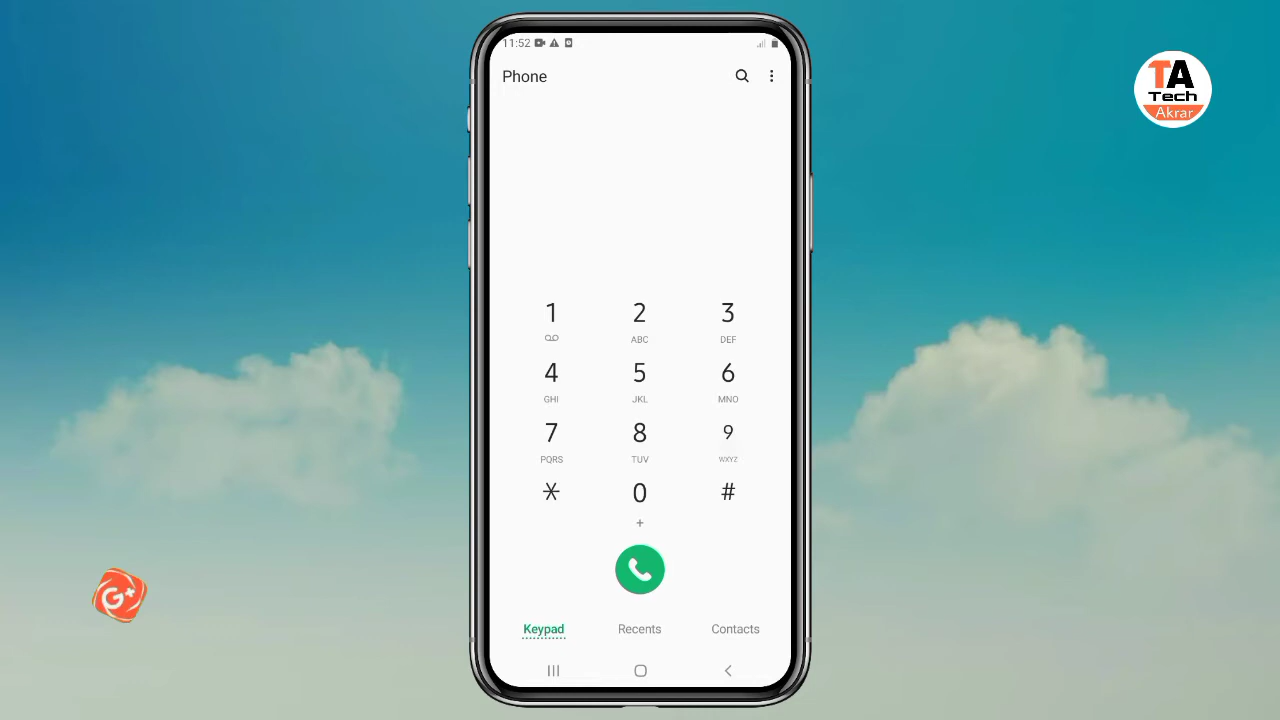 11:52
Phone
TA
Tech
Akrar
1 2 3
ABC DEF
4 5 6
GHI JKL MNO
7 8 9
PQRS TUV WXYZ
* 0 #
+
G+
Keypad Recents Contacts